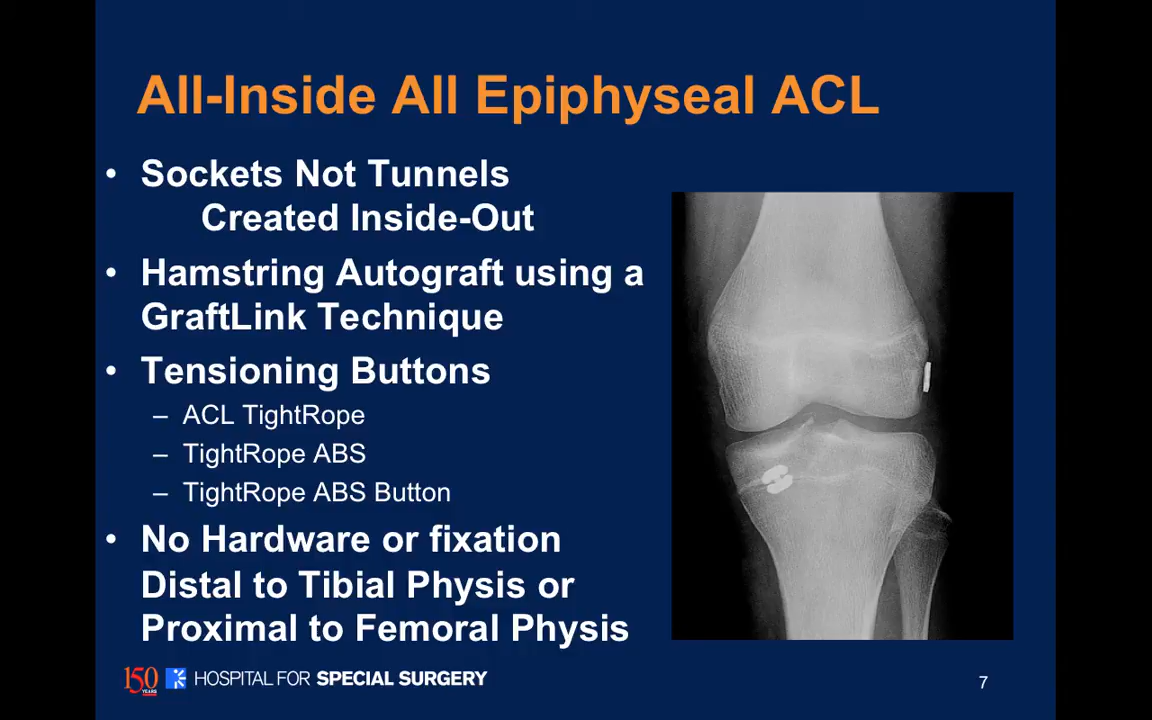 All-Inside All Epiphyseal ACL
• Sockets Not Tunnels
Created Inside-Out
• Hamstring Autograft using a
GraftLink Technique
• Tensioning Buttons
– ACL TightRope
– TightRope ABS
– TightRope ABS Button
• No Hardware or fixation
Distal to Tibial Physis or
Proximal to Femoral Physis
150 YEARS HOSPITAL FOR SPECIAL SURGERY
7